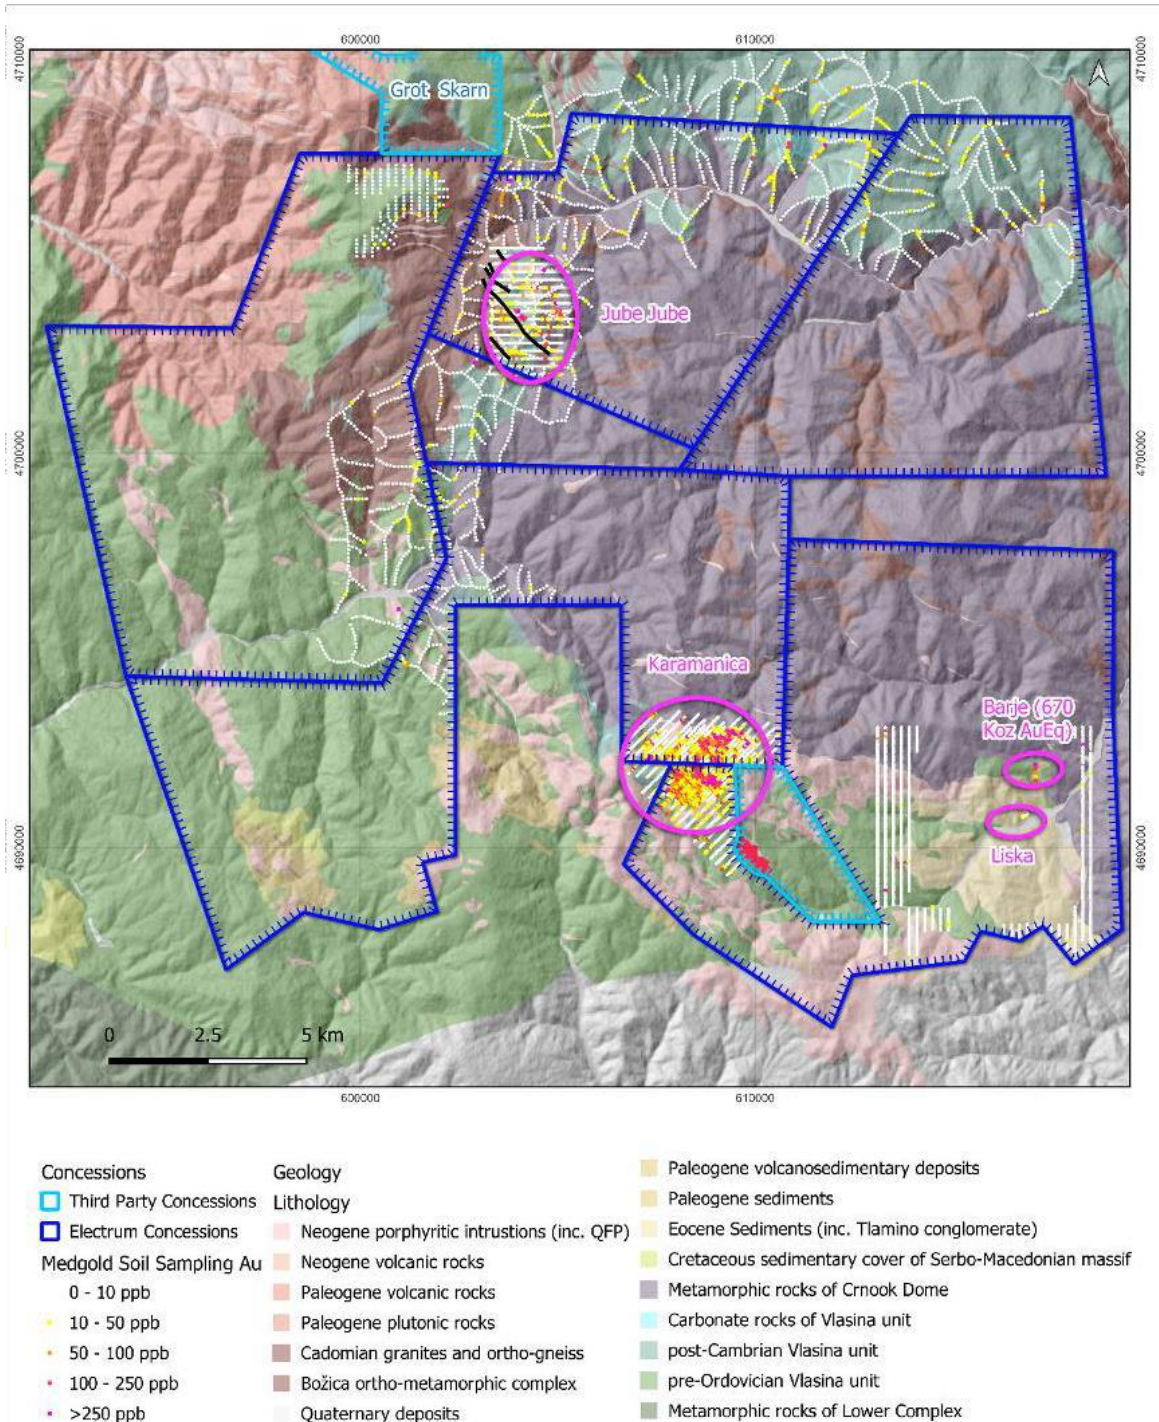 600000
610000
4710000
4710000
Grot Skarn
Jube Jube
4700000
4700000
Karamanica
Barje (670
Koz AuEq)
4690000
4690000
Liska
0
2.5
5 km
600000
610000
Concessions
Third Party Concessions
Electrum Concessions
Medgold Soil Sampling Au
0 - 10 ppb
10 - 50 ppb
50 - 100 ppb
100 - 250 ppb
>250 ppb
Geology
Lithology
Neogene porphyritic intrustions (inc. QFP)
Neogene volcanic rocks
Paleogene volcanic rocks
Paleogene plutonic rocks
Cadomian granites and ortho-gneiss
Božica ortho-metamorphic complex
Quaternary deposits
Paleogene volcanosedimentary deposits
Paleogene sediments
Eocene Sediments (inc. Tlamino conglomerate)
Cretaceous sedimentary cover of Serbo-Macedonian massif
Metamorphic rocks of Crnook Dome
Carbonate rocks of Vlasina unit
post-Cambrian Vlasina unit
pre-Ordovician Vlasina unit
Metamorphic rocks of Lower Complex